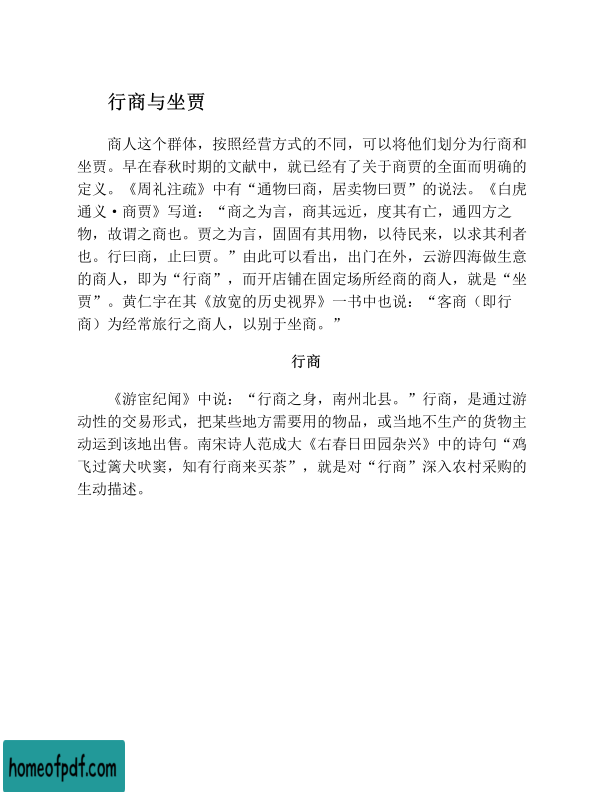 行商与坐贾
商人这个群体，按照经营方式的不同，可以将他们划分为行商和
坐贾。早在春秋时期的文献中，就已经有了关于商贾的全面而明确的
定义。《周礼注疏》中有“通物曰商，居卖物曰贾”的说法。《白虎
通义·商贾》写道：“商之为言，商其远近，度其有亡，通四方之
物，故谓之商也。贾之为言，固固有其用物，以待民来，以求其利者
也。行曰商，止曰贾。”由此可以看出，出门在外，云游四海做生意
的商人，即为“行商”，而开店铺在固定场所经商的商人，就是“坐
贾”。黄仁宇在其《放宽的历史视界》一书中也说：“客商（即行
商）为经常旅行之商人，以别于坐商。”
行商
《游宦纪闻》中说：“行商之身，南州北县。”行商，是通过游
动性的交易形式，把某些地方需要用的物品，或当地不生产的货物主
动运到该地出售。南宋诗人范成大《右春日田园杂兴》中的诗句“鸡
飞过篱犬吠窦，知有行商来买茶”，就是对“行商”深入农村采购的
生动描述。
homeofpdf.com